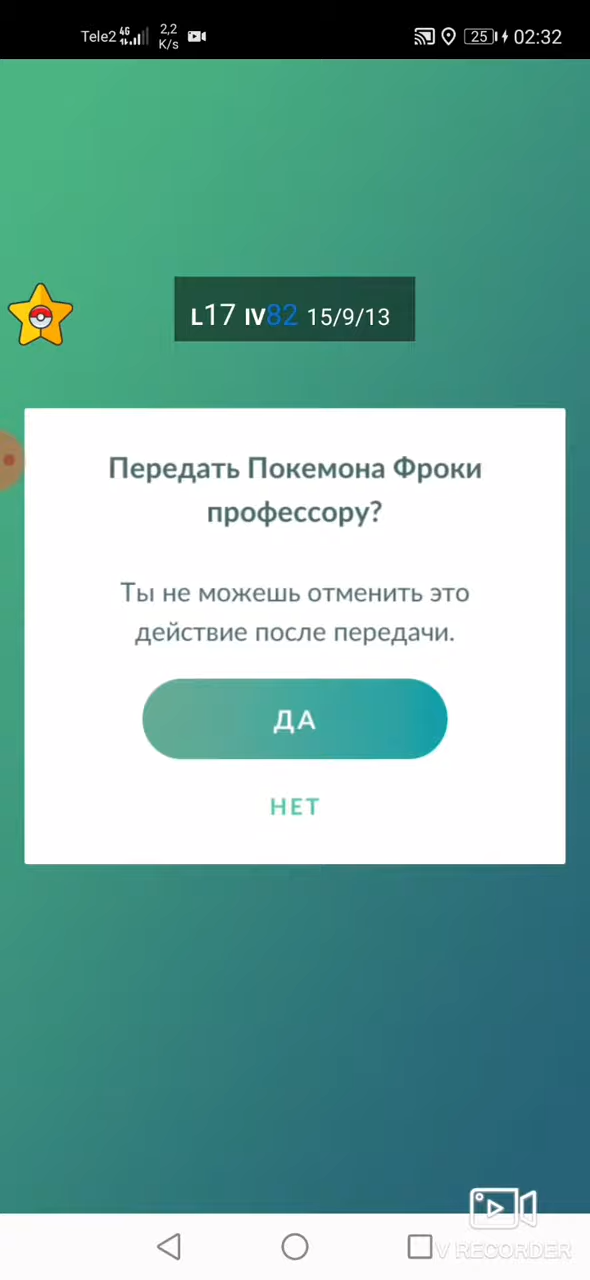 Tele2 4G 2,2 K/s 25 02:32
L17 IV82 15/9/13
Передать Покемона Фроки
профессору?
Ты не можешь отменить это
действие после передачи.
ДА
НЕТ
V RECORDER